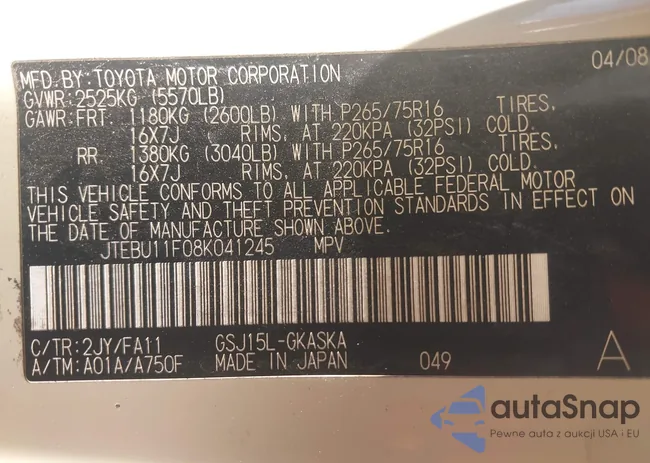 04/08
MFD.BY:TOYOTA MOTOR CORPORATION
GVWR:2525KG (5570LB)
GAWR:FRT. 1180KG (2600LB) WITH P265/75R16 TIRES,
16X7J RIMS, AT 220KPA (32PSI) COLD.
RR. 1380KG (3040LB) WITH P265/75R16 TIRES,
16X7J RIMS, AT 220KPA (32PSI) COLD.
THIS VEHICLE CONFORMS TO ALL APPLICABLE FEDERAL MOTOR
VEHICLE SAFETY AND THEFT PREVENTION STANDARDS IN EFFECT ON
THE DATE OF MANUFACTURE SHOWN ABOVE.
JTEBU11F08K041245 MPV
C/TR:2JY/FA11 GSJ15L-GKASKA
A/TM:A01A/A750F MADE IN JAPAN 049 A
autaSnap
Pewne auta z aukcji USA i EU